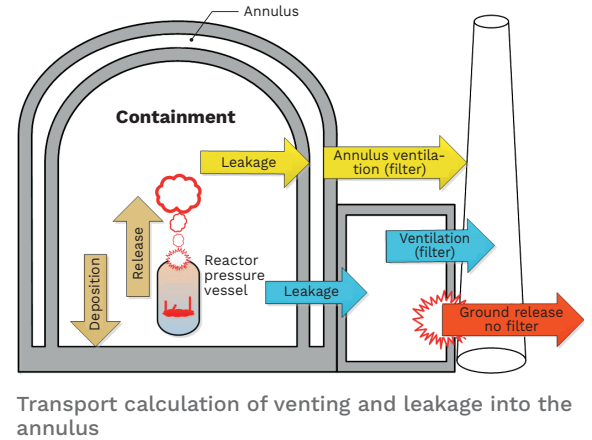 Annulus
Containment
Leakage
Annulus ventila-
tion (filter)
Ventilation
(filter)
Release
Deposition
Reactor
pressure
vessel
Leakage
Ground release
no filter
Transport calculation of venting and leakage into the
annulus